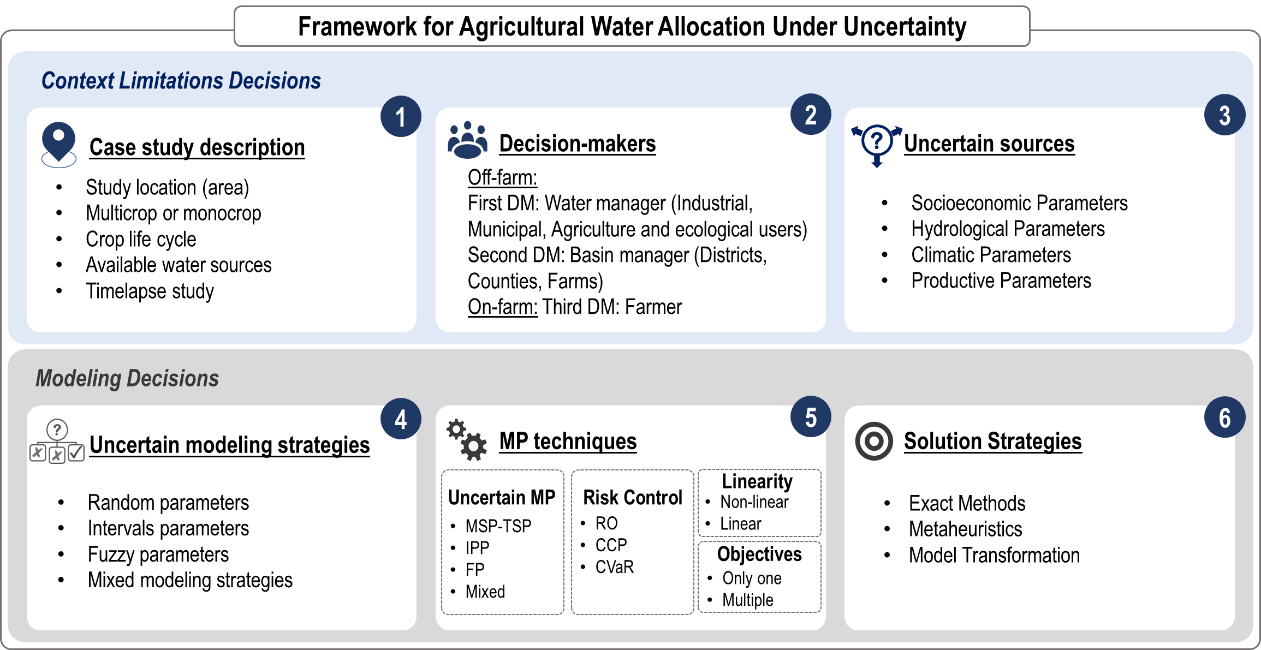 Framework for Agricultural Water Allocation Under Uncertainty
Context Limitations Decisions
1
Case study description
• Study location (area)
• Multicrop or monocrop
• Crop life cycle
• Available water sources
• Timelapse study
2
Decision-makers
Off-farm:
First DM: Water manager (Industrial,
Municipal, Agriculture and ecological users)
Second DM: Basin manager (Districts,
Counties, Farms)
On-farm: Third DM: Farmer
3
?
Uncertain sources
• Socioeconomic Parameters
• Hydrological Parameters
• Climatic Parameters
• Productive Parameters
Modeling Decisions
4
?
x x ✓
Uncertain modeling strategies
• Random parameters
• Intervals parameters
• Fuzzy parameters
• Mixed modeling strategies
5
MP techniques
Uncertain MP
• MSP-TSP
• IPP
• FP
• Mixed
Risk Control
• RO
• CCP
• CVaR
Linearity
• Non-linear
• Linear
Objectives
• Only one
• Multiple
6
Solution Strategies
• Exact Methods
• Metaheuristics
• Model Transformation